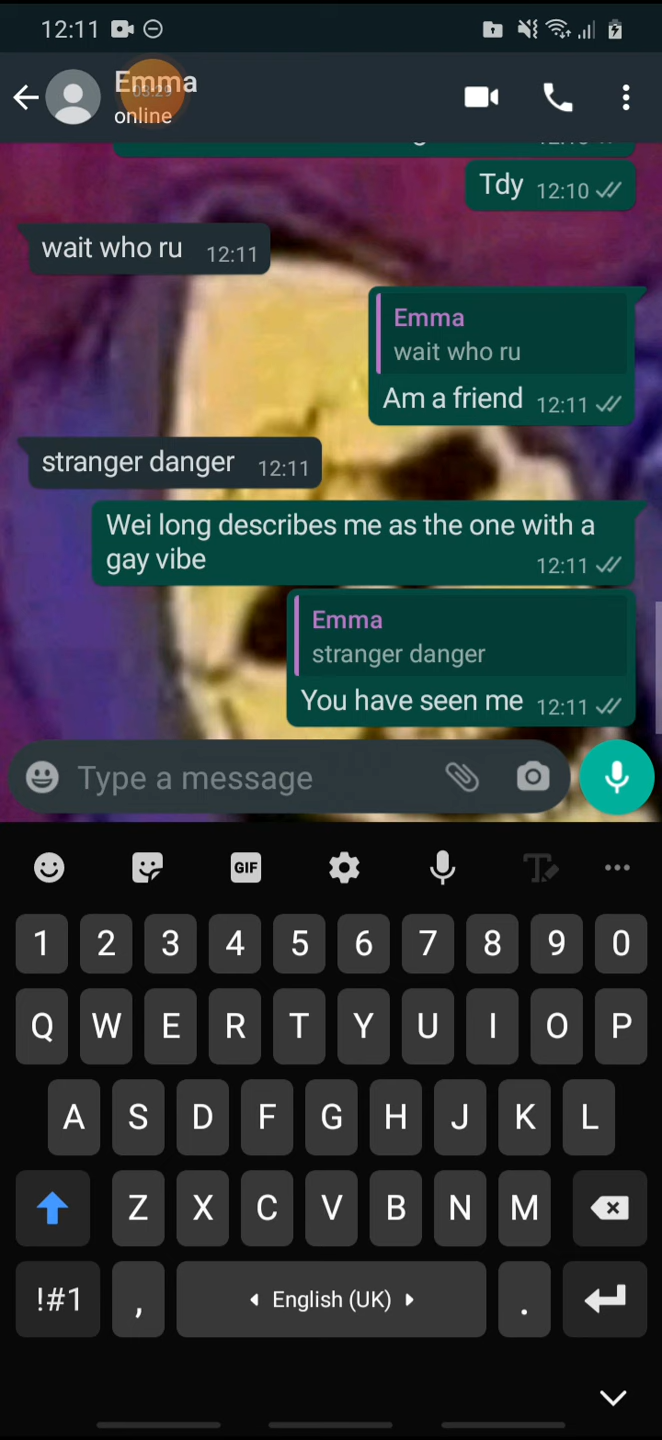 12:11
Emma
03:29
online
Tdy 12:10
wait who ru 12:11
Emma
wait who ru
Am a friend 12:11
stranger danger 12:11
Wei long describes me as the one with a
gay vibe 12:11
Emma
stranger danger
You have seen me 12:11
Type a message
GIF
1 2 3 4 5 6 7 8 9 0
Q W E R T Y U I O P
A S D F G H J K L
Z X C V B N M
!#1 , English (UK) .